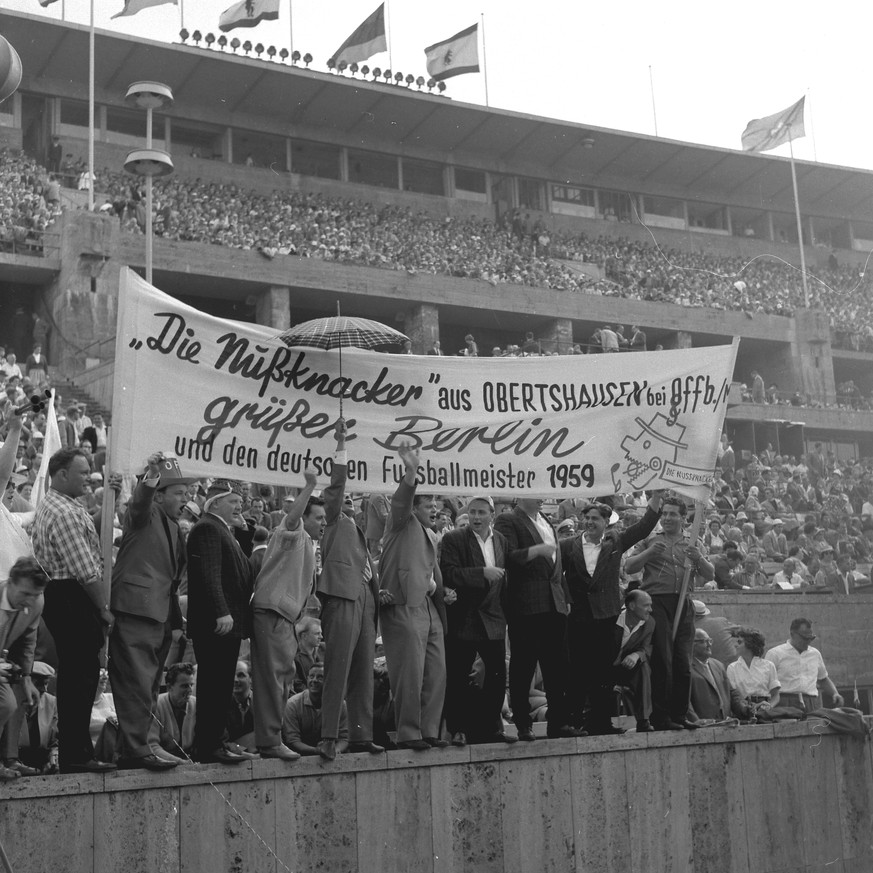 „Die Nußknacker" aus OBERTSHAUSEN bei Offb./M
grüßen Berlin
und den deutschen Fussballmeister 1959
DIE NUSSKNACKER